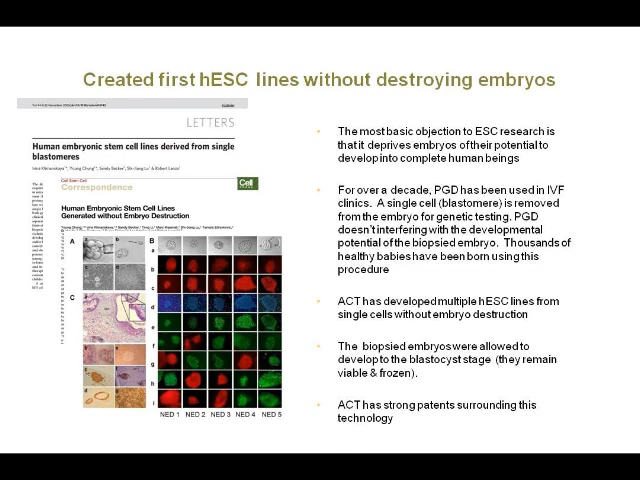 Created first hESC lines without destroying embryos
LETTERS
Human embryonic stem cell lines derived from single
blastomeres
Cell Stem Cell
Correspondence
Cell
Human Embryonic Stem Cell Lines
Generated without Embryo Destruction
A
B
C
NED 1 NED 2 NED 3 NED 4 NED 5
The most basic objection to ESC research is
that it deprives embryos of their potential to
develop into complete human beings
For over a decade, PGD has been used in IVF
clinics. A single cell (blastomere) is removed
from the embryo for genetic testing. PGD
doesn't interfering with the developmental
potential of the biopsied embryo. Thousands of
healthy babies have been born using this
procedure
ACT has developed multiple hESC lines from
single cells without embryo destruction
The biopsied embryos were allowed to
develop to the blastocyst stage (they remain
viable & frozen).
ACT has strong patents surrounding this
technology